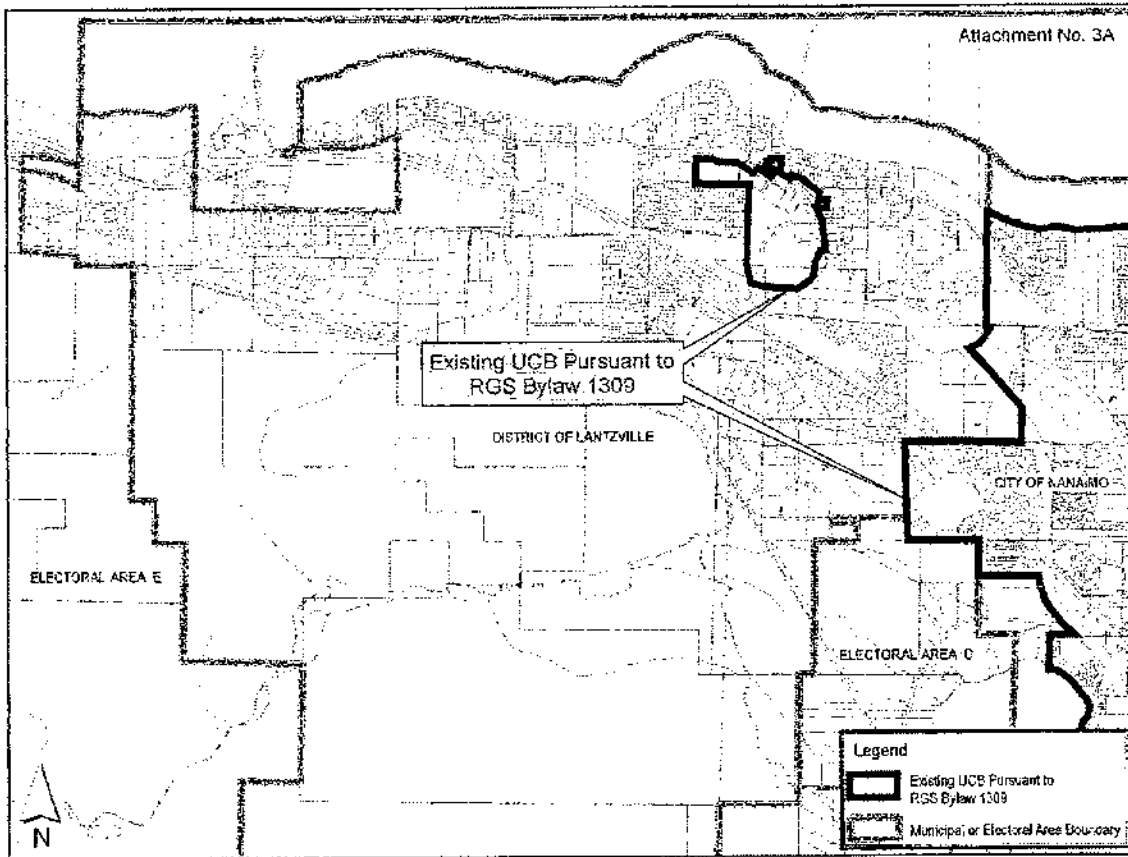 Attachment No. 3A
Existing UCB Pursuant to
RGS Bylaw 1309
DISTRICT OF LANTZVILLE
CITY OF NANAIMO
ELECTORAL AREA E
ELECTORAL AREA C
Legend
Existing UCB Pursuant to
RGS Bylaw 1309
Municipal or Electoral Area Boundary
N